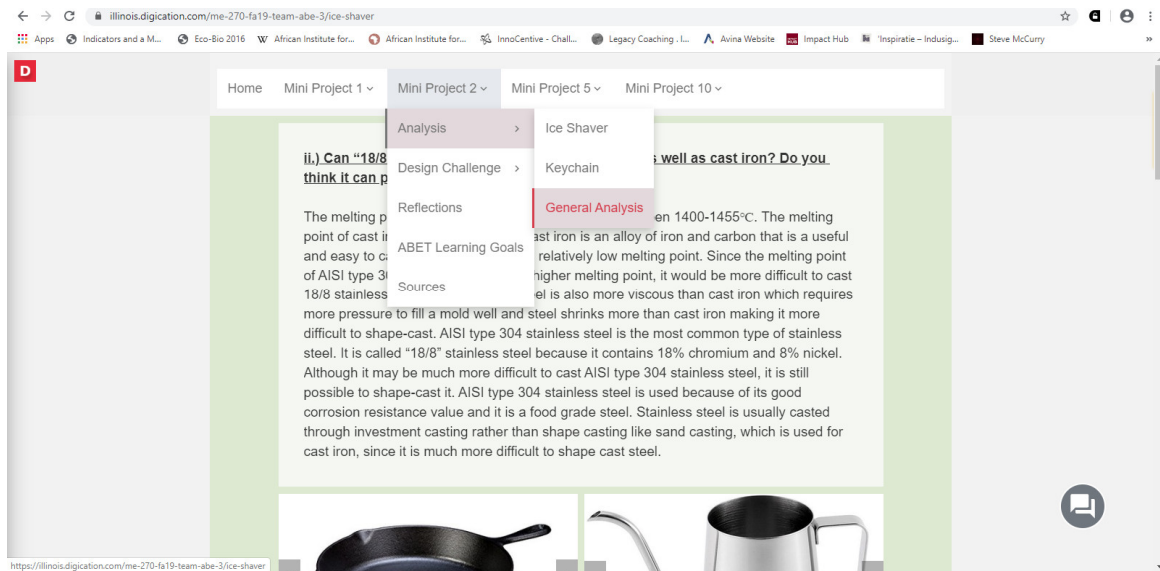 illinois.digication.com/me-270-fa19-team-abe-3/ice-shaver
Apps Indicators and a M... Eco-Bio 2016 W African Institute for... African Institute for... InnoCentive - Chall... Legacy Coaching . I... Avina Website Impact Hub 'Inspiratie – Indusig... Steve McCurry »
D
Home Mini Project 1 Mini Project 2 Mini Project 5 Mini Project 10
Analysis > Ice Shaver
Design Challenge > Keychain
Reflections General Analysis
ABET Learning Goals
Sources
ii.) Can “18/8 s well as cast iron? Do you
think it can p
The melting p en 1400-1455°C. The melting
point of cast ir ast iron is an alloy of iron and carbon that is a useful
and easy to ca relatively low melting point. Since the melting point
of AISI type 30 higher melting point, it would be more difficult to cast
18/8 stainless el is also more viscous than cast iron which requires
more pressure to fill a mold well and steel shrinks more than cast iron making it more
difficult to shape-cast. AISI type 304 stainless steel is the most common type of stainless
steel. It is called “18/8” stainless steel because it contains 18% chromium and 8% nickel.
Although it may be much more difficult to cast AISI type 304 stainless steel, it is still
possible to shape-cast it. AISI type 304 stainless steel is used because of its good
corrosion resistance value and it is a food grade steel. Stainless steel is usually casted
through investment casting rather than shape casting like sand casting, which is used for
cast iron, since it is much more difficult to shape cast steel.
https://illinois.digication.com/me-270-fa19-team-abe-3/ice-shaver